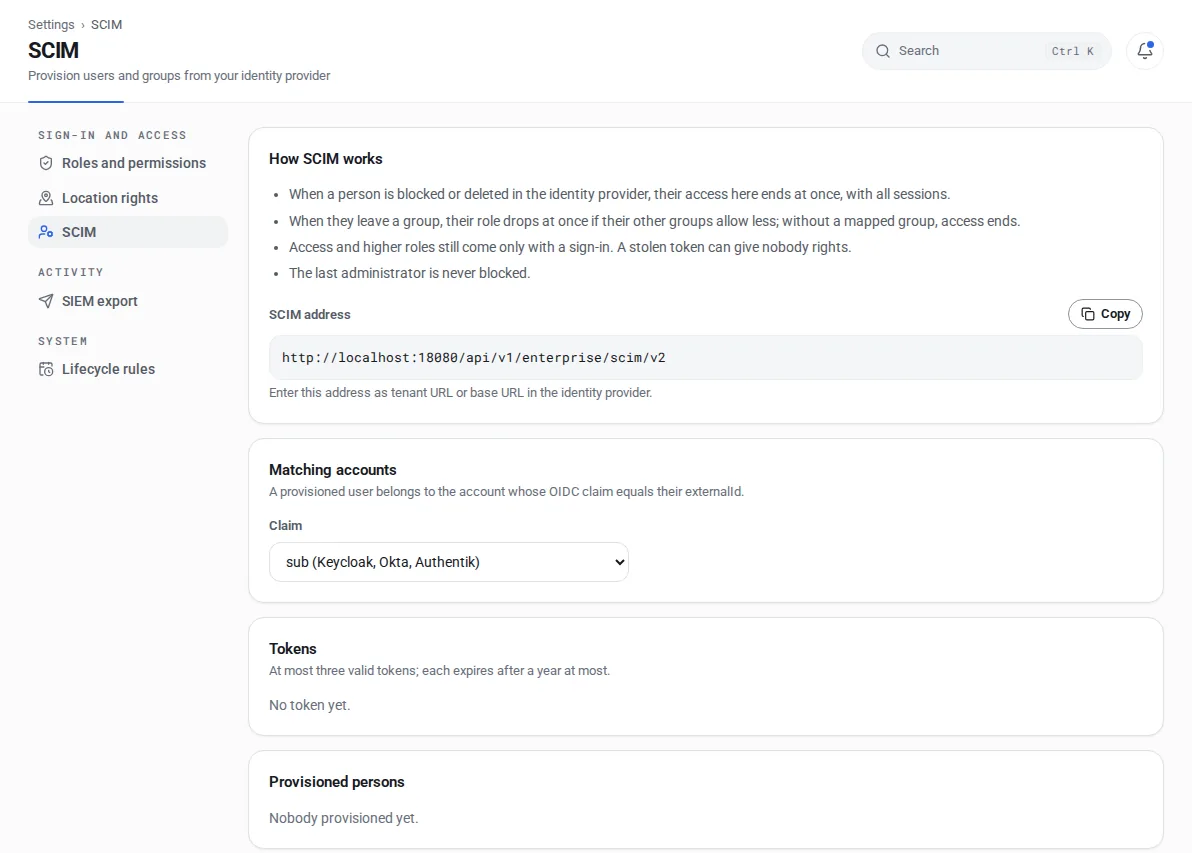 Settings › SCIM
SCIM
Provision users and groups from your identity provider
Search
Ctrl K
SIGN-IN AND ACCESS
Roles and permissions
Location rights
SCIM
ACTIVITY
SIEM export
SYSTEM
Lifecycle rules
How SCIM works
• When a person is blocked or deleted in the identity provider, their access here ends at once, with all sessions.
• When they leave a group, their role drops at once if their other groups allow less; without a mapped group, access ends.
• Access and higher roles still come only with a sign-in. A stolen token can give nobody rights.
• The last administrator is never blocked.
SCIM address
Copy
http://localhost:18080/api/v1/enterprise/scim/v2
Enter this address as tenant URL or base URL in the identity provider.
Matching accounts
A provisioned user belongs to the account whose OIDC claim equals their externalId.
Claim
sub (Keycloak, Okta, Authentik)
Tokens
At most three valid tokens; each expires after a year at most.
No token yet.
Provisioned persons
Nobody provisioned yet.